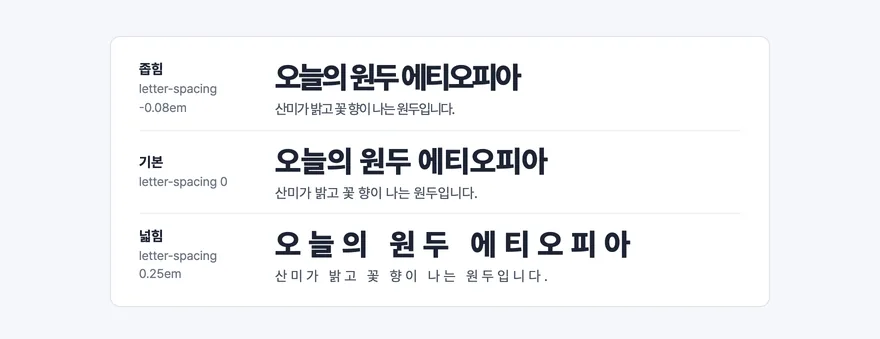 좁힘
letter-spacing
-0.08em
오늘의 원두 에티오피아
산미가 밝고 꽃 향이 나는 원두입니다.
기본
letter-spacing 0
오늘의 원두 에티오피아
산미가 밝고 꽃 향이 나는 원두입니다.
넓힘
letter-spacing
0.25em
오늘의 원두 에티오피아
산미가 밝고 꽃 향이 나는 원두입니다.